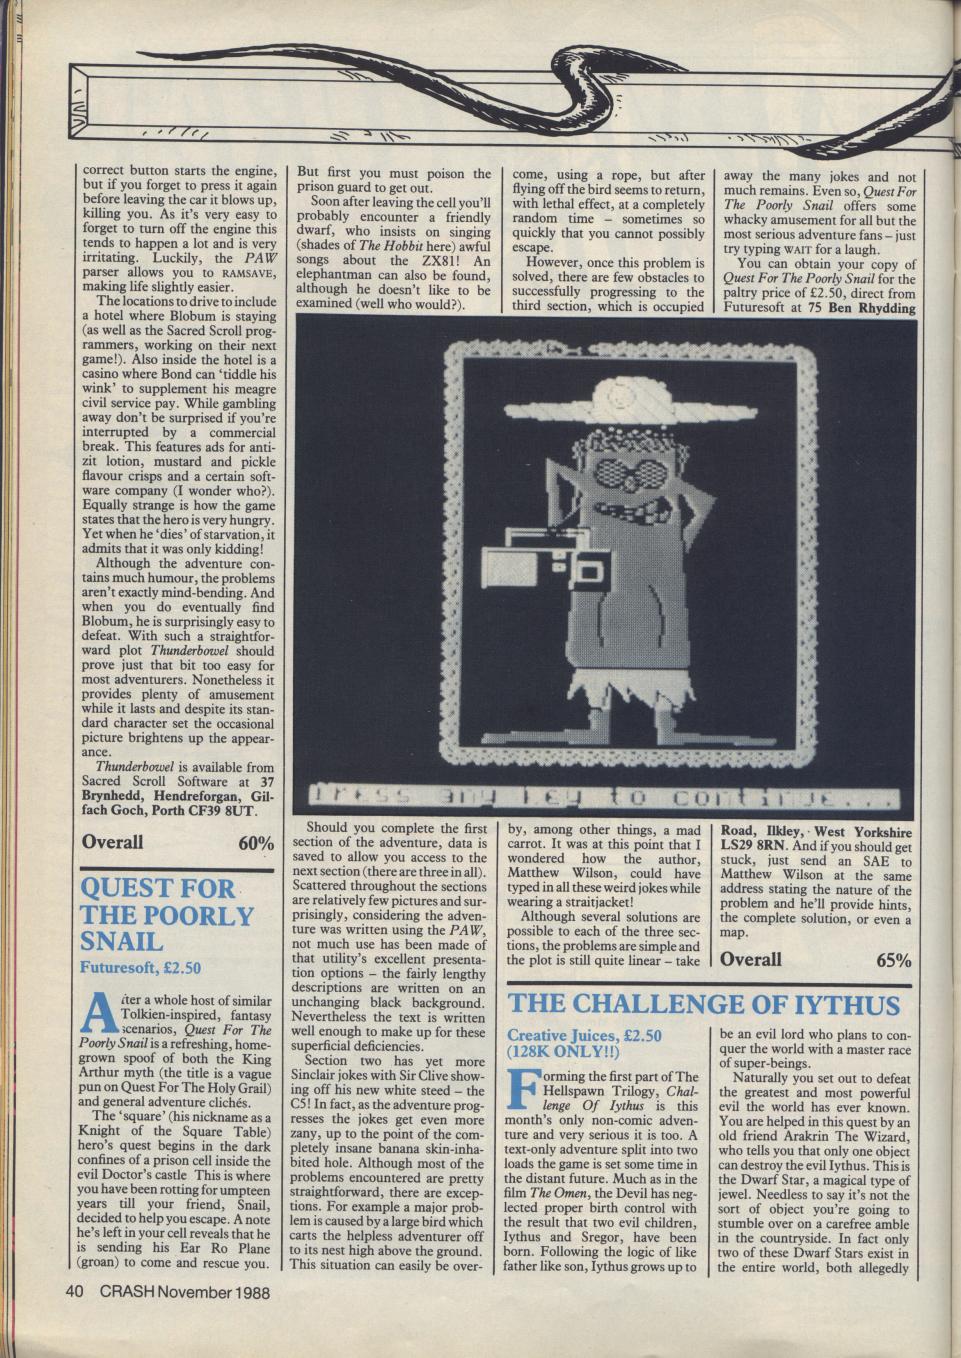 correct button starts the engine,
but if you forget to press it again
before leaving the car it blows up,
killing you. As it's very easy to
forget to turn off the engine this
tends to happen a lot and is very
irritating. Luckily, the PAW
parser allows you to RAMSAVE,
making life slightly easier.
The locations to drive to include
a hotel where Blobum is staying
(as well as the Sacred Scroll prog-
rammers, working on their next
game!). Also inside the hotel is a
casino where Bond can 'tiddle his
wink' to supplement his meagre
civil service pay. While gambling
away don't be surprised if you're
interrupted by a commercial
break. This features ads for anti-
zit lotion, mustard and pickle
flavour crisps and a certain soft-
ware company (I wonder who?).
Equally strange is how the game
states that the hero is very hungry.
Yet when he 'dies' of starvation, it
admits that it was only kidding!
Although the adventure con-
tains much humour, the problems
aren't exactly mind-bending. And
when you do eventually find
Blobum, he is surprisingly easy to
defeat. With such a straightfor-
ward plot Thunderbowel should
prove just that bit too easy for
most adventurers. Nonetheless it
provides plenty of amusement
while it lasts and despite its stan-
dard character set the occasional
picture brightens up the appear-
ance.
Thunderbowel is available from
Sacred Scroll Software at 37
Brynhedd, Hendreforgan, Gil-
fach Goch, Porth CF39 8UT.
Overall 60%
QUEST FOR
THE POORLY
SNAIL
Futuresoft, £2.50
After a whole host of similar
Tolkien-inspired, fantasy
scenarios, Quest For The
Poorly Snail is a refreshing, home-
grown spoof of both the King
Arthur myth (the title is a vague
pun on Quest For The Holy Grail)
and general adventure clichés.
The 'square' (his nickname as a
Knight of the Square Table)
hero's quest begins in the dark
confines of a prison cell inside the
evil Doctor's castle This is where
you have been rotting for umpteen
years till your friend, Snail,
decided to help you escape. A note
he's left in your cell reveals that he
is sending his Ear Ro Plane
(groan) to come and rescue you.
But first you must poison the
prison guard to get out.
Soon after leaving the cell you'll
probably encounter a friendly
dwarf, who insists on singing
(shades of The Hobbit here) awful
songs about the ZX81! An
elephantman can also be found,
although he doesn't like to be
examined (well who would?).
Should you complete the first
section of the adventure, data is
saved to allow you access to the
next section (there are three in all).
Scattered throughout the sections
are relatively few pictures and sur-
prisingly, considering the adven-
ture was written using the PAW,
not much use has been made of
that utility's excellent presenta-
tion options – the fairly lengthy
descriptions are written on an
unchanging black background.
Nevertheless the text is written
well enough to make up for these
superficial deficiencies.
Section two has yet more
Sinclair jokes with Sir Clive show-
ing off his new white steed – the
C5! In fact, as the adventure prog-
resses the jokes get even more
zany, up to the point of the com-
pletely insane banana skin-inha-
bited hole. Although most of the
problems encountered are pretty
straightforward, there are excep-
tions. For example a major prob-
lem is caused by a large bird which
carts the helpless adventurer off
to its nest high above the ground.
This situation can easily be over-
come, using a rope, but after
flying off the bird seems to return,
with lethal effect, at a completely
random time – sometimes so
quickly that you cannot possibly
escape.
However, once this problem is
solved, there are few obstacles to
successfully progressing to the
third section, which is occupied
by, among other things, a mad
carrot. It was at this point that I
wondered how the author,
Matthew Wilson, could have
typed in all these weird jokes while
wearing a straitjacket!
Although several solutions are
possible to each of the three sec-
tions, the problems are simple and
the plot is still quite linear – take
away the many jokes and not
much remains. Even so, Quest For
The Poorly Snail offers some
whacky amusement for all but the
most serious adventure fans – just
try typing WAIT for a laugh.
You can obtain your copy of
Quest For The Poorly Snail for the
paltry price of £2.50, direct from
Futuresoft at 75 Ben Rhydding
Road, Ilkley, West Yorkshire
LS29 8RN. And if you should get
stuck, just send an SAE to
Matthew Wilson at the same
address stating the nature of the
problem and he'll provide hints,
the complete solution, or even a
map.
Overall 65%
Press any key to continue...
THE CHALLENGE OF IYTHUS
Creative Juices, £2.50
(128K ONLY!!)
Forming the first part of The
Hellspawn Trilogy, Chal-
lenge Of Iythus is this
month's only non-comic adven-
ture and very serious it is too. A
text-only adventure split into two
loads the game is set some time in
the distant future. Much as in the
film The Omen, the Devil has neg-
lected proper birth control with
the result that two evil children,
Iythus and Sregor, have been
born. Following the logic of like
father like son, Iythus grows up to
be an evil lord who plans to con-
quer the world with a master race
of super-beings.
Naturally you set out to defeat
the greatest and most powerful
evil the world has ever known.
You are helped in this quest by an
old friend Arakrin The Wizard,
who tells you that only one object
can destroy the evil Iythus. This is
the Dwarf Star, a magical type of
jewel. Needless to say it's not the
sort of object you're going to
stumble over on a carefree amble
in the countryside. In fact only
two of these Dwarf Stars exist in
the entire world, both allegedly
40 CRASH November 1988